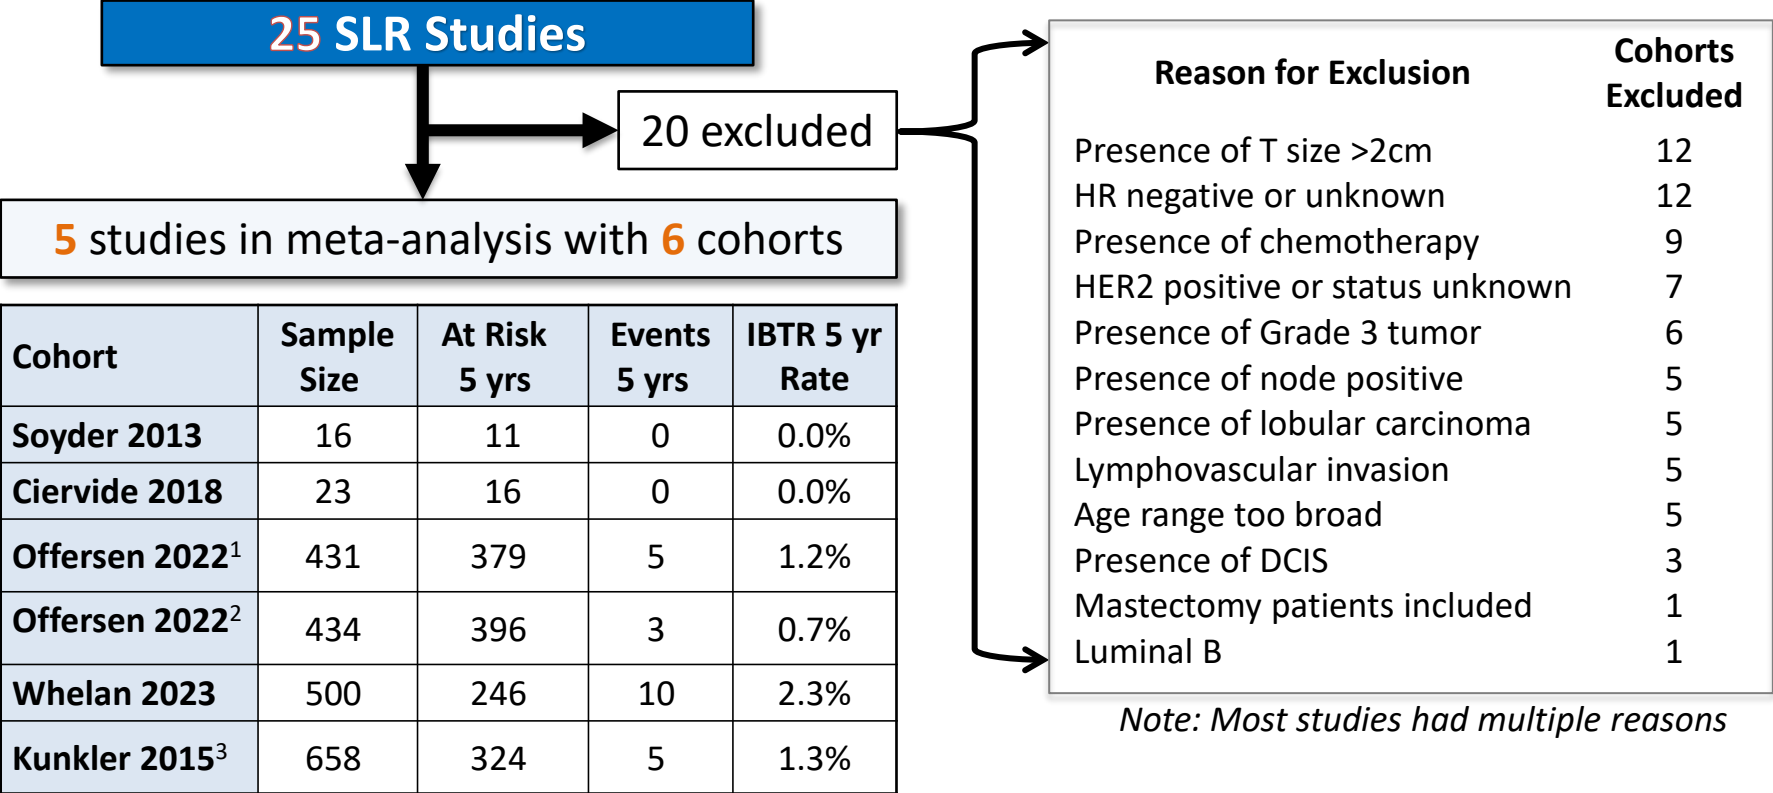 25 SLR Studies
20 excluded
5 studies in meta-analysis with 6 cohorts
Cohort | Sample Size | At Risk 5 yrs | Events 5 yrs | IBTR 5 yr Rate
Soyder 2013 | 16 | 11 | 0 | 0.0%
Ciervide 2018 | 23 | 16 | 0 | 0.0%
Offersen 2022¹ | 431 | 379 | 5 | 1.2%
Offersen 2022² | 434 | 396 | 3 | 0.7%
Whelan 2023 | 500 | 246 | 10 | 2.3%
Kunkler 2015³ | 658 | 324 | 5 | 1.3%
Reason for Exclusion | Cohorts Excluded
Presence of T size >2cm 12
HR negative or unknown 12
Presence of chemotherapy 9
HER2 positive or status unknown 7
Presence of Grade 3 tumor 6
Presence of node positive 5
Presence of lobular carcinoma 5
Lymphovascular invasion 5
Age range too broad 5
Presence of DCIS 3
Mastectomy patients included 1
Luminal B 1
Note: Most studies had multiple reasons